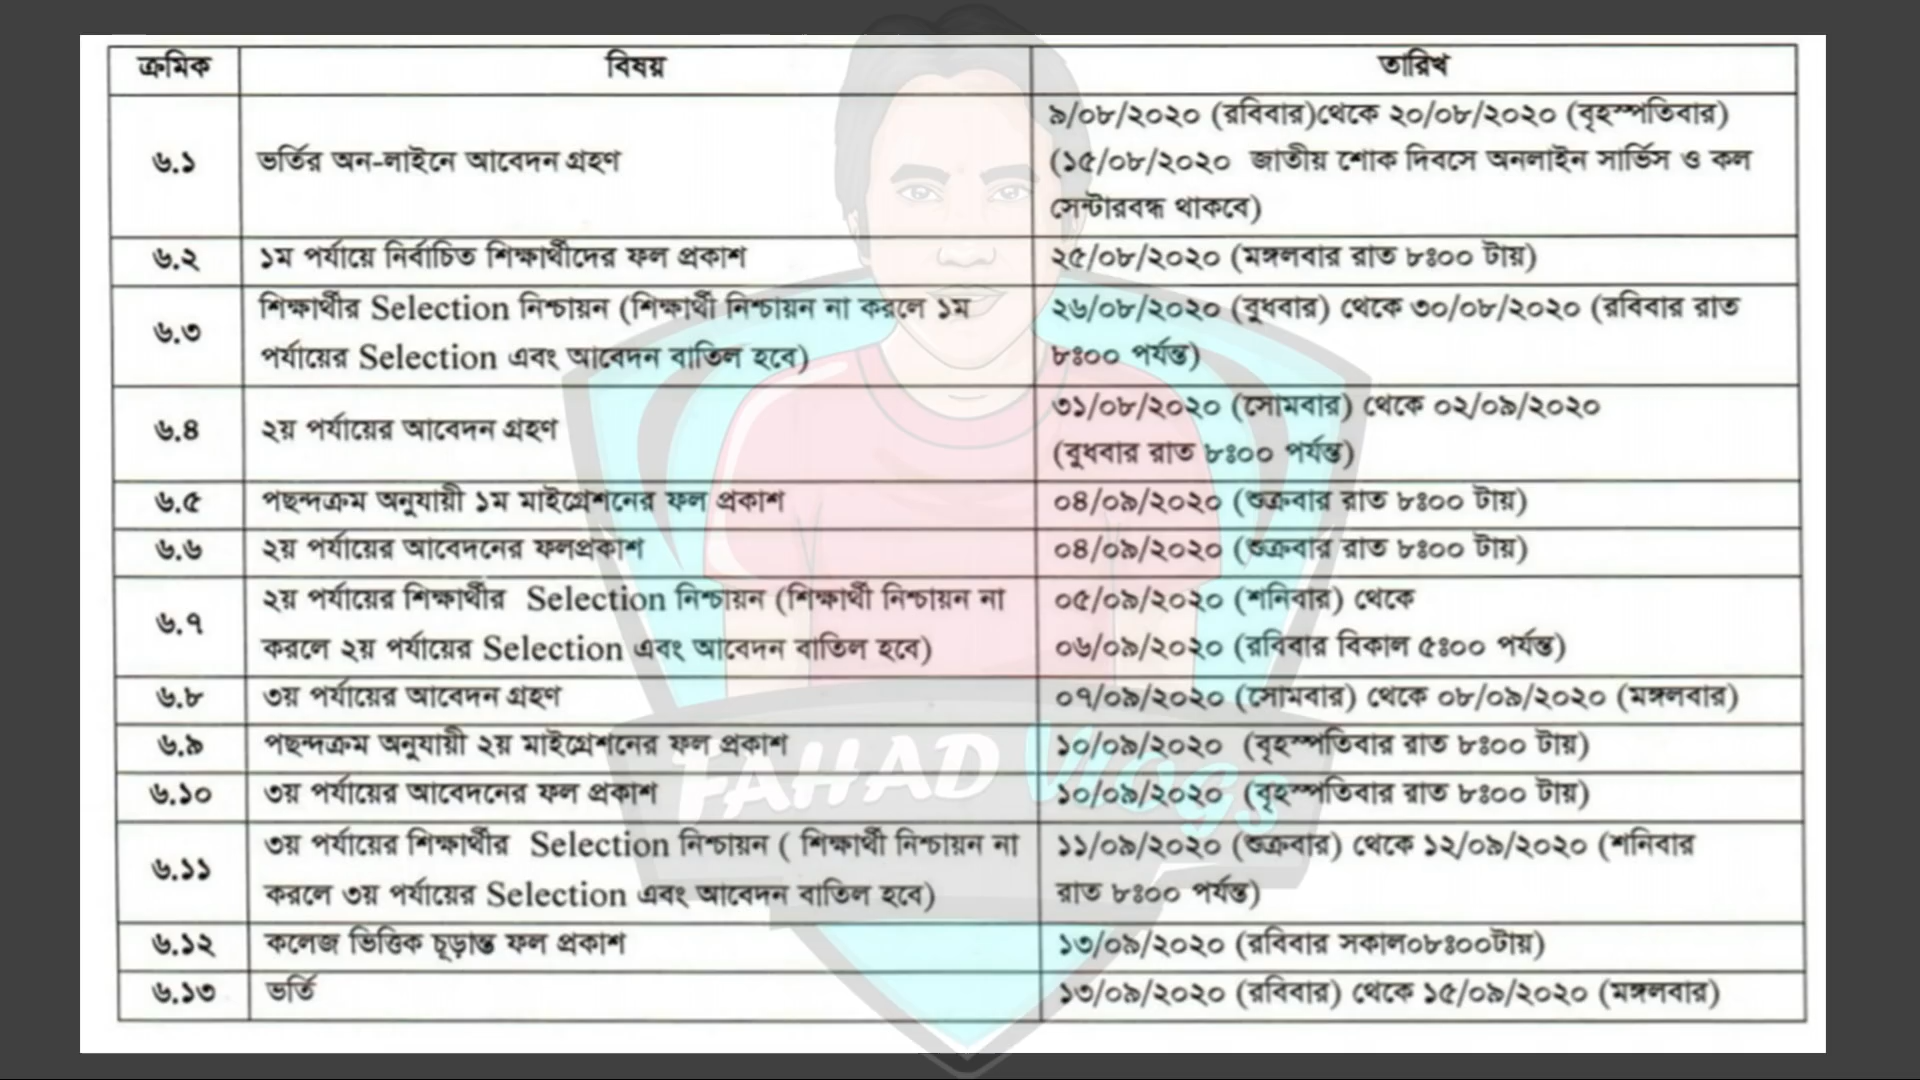 ক্রমিক বিষয় তারিখ
৬.১ ভর্তির অন-লাইনে আবেদন গ্রহণ
৯/০৮/২০২০ (রবিবার)থেকে ২০/০৮/২০২০ (বৃহস্পতিবার)
(১৫/০৮/২০২০ জাতীয় শোক দিবসে অনলাইন সার্ভিস ও কল
সেন্টারবন্ধ থাকবে)
৬.২ ১ম পর্যায়ে নির্বাচিত শিক্ষার্থীদের ফল প্রকাশ ২৫/০৮/২০২০ (মঙ্গলবার রাত ৮ঃ০০ টায়)
৬.৩ শিক্ষার্থীর Selection নিশ্চায়ন (শিক্ষার্থী নিশ্চায়ন না করলে ১ম
পর্যায়ের Selection এবং আবেদন বাতিল হবে)
২৬/০৮/২০২০ (বুধবার) থেকে ৩০/০৮/২০২০ (রবিবার রাত
৮ঃ০০ পর্যন্ত)
৬.৪ ২য় পর্যায়ের আবেদন গ্রহণ
৩১/০৮/২০২০ (সোমবার) থেকে ০২/০৯/২০২০
(বুধবার রাত ৮ঃ০০ পর্যন্ত)
৬.৫ পছন্দক্রম অনুযায়ী ১ম মাইগ্রেশনের ফল প্রকাশ ০৪/০৯/২০২০ (শুক্রবার রাত ৮ঃ০০ টায়)
৬.৬ ২য় পর্যায়ের আবেদনের ফলপ্রকাশ ০৪/০৯/২০২০ (শুক্রবার রাত ৮ঃ০০ টায়)
৬.৭ ২য় পর্যায়ের শিক্ষার্থীর Selection নিশ্চায়ন (শিক্ষার্থী নিশ্চায়ন না
করলে ২য় পর্যায়ের Selection এবং আবেদন বাতিল হবে)
০৫/০৯/২০২০ (শনিবার) থেকে
০৬/০৯/২০২০ (রবিবার বিকাল ৫ঃ০০ পর্যন্ত)
৬.৮ ৩য় পর্যায়ের আবেদন গ্রহণ ০৭/০৯/২০২০ (সোমবার) থেকে ০৮/০৯/২০২০ (মঙ্গলবার)
৬.৯ পছন্দক্রম অনুযায়ী ২য় মাইগ্রেশনের ফল প্রকাশ ১০/০৯/২০২০ (বৃহস্পতিবার রাত ৮ঃ০০ টায়)
৬.১০ ৩য় পর্যায়ের আবেদনের ফল প্রকাশ ১০/০৯/২০২০ (বৃহস্পতিবার রাত ৮ঃ০০ টায়)
৬.১১ ৩য় পর্যায়ের শিক্ষার্থীর Selection নিশ্চায়ন ( শিক্ষার্থী নিশ্চায়ন না
করলে ৩য় পর্যায়ের Selection এবং আবেদন বাতিল হবে)
১১/০৯/২০২০ (শুক্রবার) থেকে ১২/০৯/২০২০ (শনিবার
রাত ৮ঃ০০ পর্যন্ত)
৬.১২ কলেজ ভিত্তিক চূড়ান্ত ফল প্রকাশ ১৩/০৯/২০২০ (রবিবার সকাল০৮ঃ০০টায়)
৬.১৩ ভর্তি ১৩/০৯/২০২০ (রবিবার) থেকে ১৫/০৯/২০২০ (মঙ্গলবার)
FAHAD Vlogs